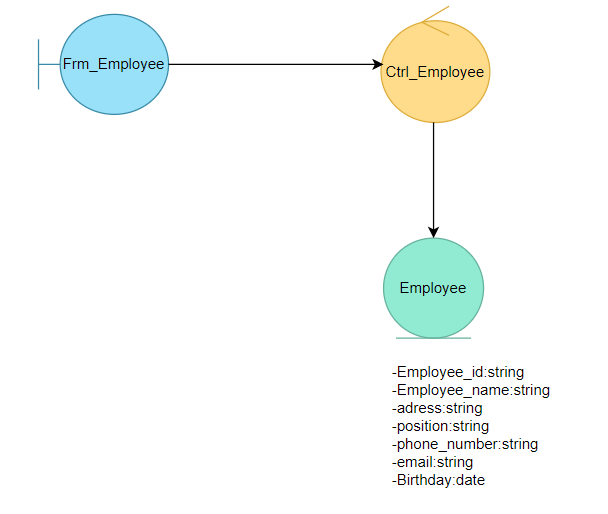 Frm_Employee
Ctrl_Employee
Employee
-Employee_id:string
-Employee_name:string
-adress:string
-position:string
-phone_number:string
-email:string
-Birthday:date